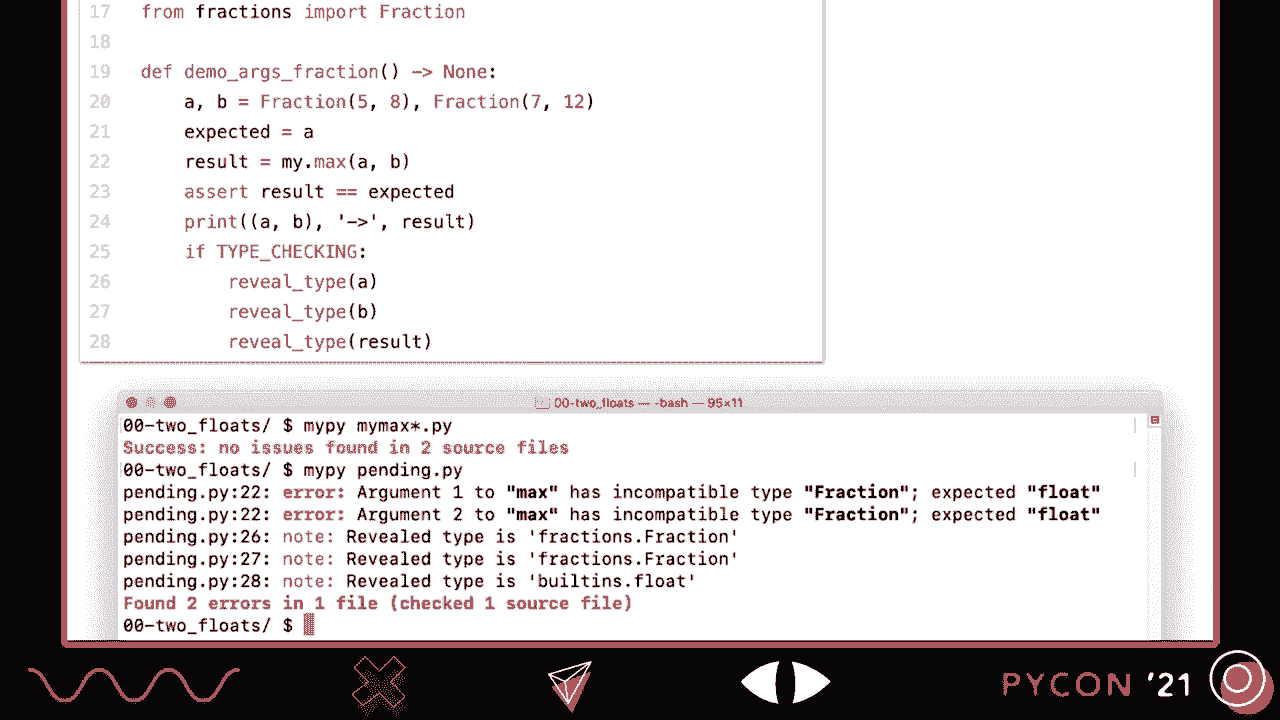 17 from fractions import Fraction
18
19 def demo_args_fraction() -> None:
20     a, b = Fraction(5, 8), Fraction(7, 12)
21     expected = a
22     result = my.max(a, b)
23     assert result == expected
24     print((a, b), '->', result)
25     if TYPE_CHECKING:
26         reveal_type(a)
27         reveal_type(b)
28         reveal_type(result)
00-two_floats — -bash — 95×11
00-two_floats/ $ mypy mymax*.py
Success: no issues found in 2 source files
00-two_floats/ $ mypy pending.py
pending.py:22: error: Argument 1 to "max" has incompatible type "Fraction"; expected "float"
pending.py:22: error: Argument 2 to "max" has incompatible type "Fraction"; expected "float"
pending.py:26: note: Revealed type is 'fractions.Fraction'
pending.py:27: note: Revealed type is 'fractions.Fraction'
pending.py:28: note: Revealed type is 'builtins.float'
Found 2 errors in 1 file (checked 1 source file)
00-two_floats/ $
PYCON '21